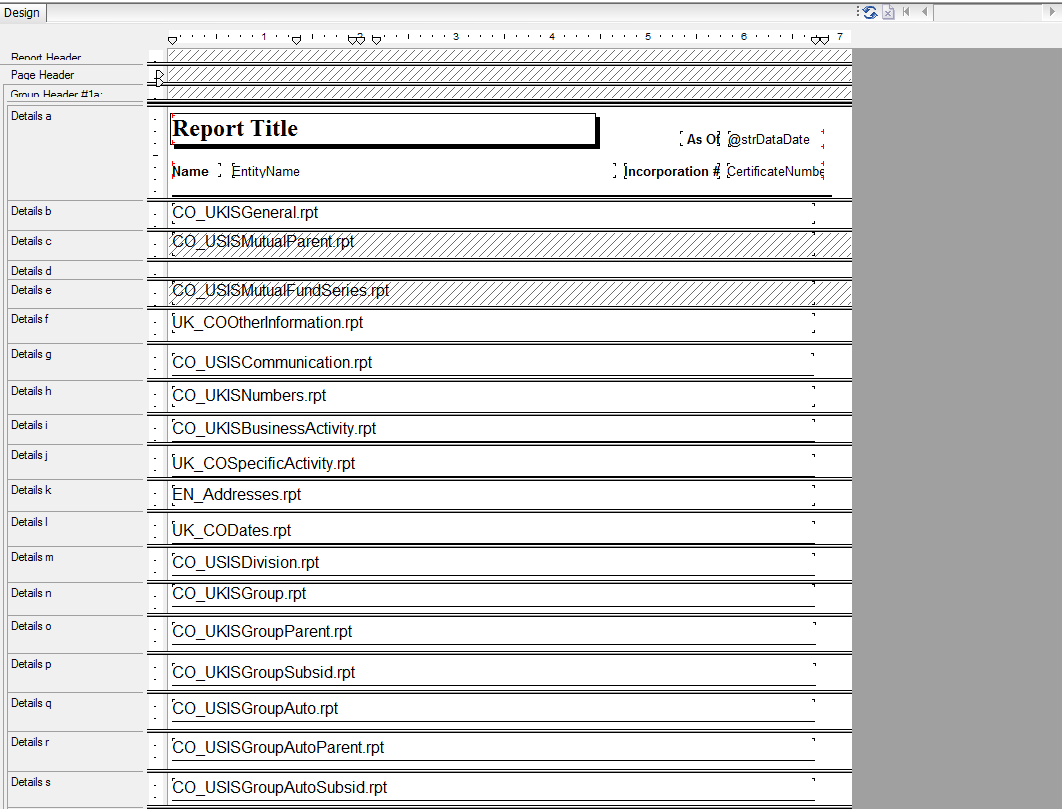 Design
1 2 3 4 5 6 7
Report Header
Page Header
Group Header #1a:
Details a
Report Title
As Of @strDataDate
Name EntityName Incorporation # CertificateNumbe
Details b CO_UKISGeneral.rpt
Details c CO_USISMutualParent.rpt
Details d
Details e CO_USISMutualFundSeries.rpt
Details f UK_COOtherInformation.rpt
Details g CO_USISCommunication.rpt
Details h CO_UKISNumbers.rpt
Details i CO_UKISBusinessActivity.rpt
Details j UK_COSpecificActivity.rpt
Details k EN_Addresses.rpt
Details l UK_CODates.rpt
Details m CO_USISDivision.rpt
Details n CO_UKISGroup.rpt
Details o CO_UKISGroupParent.rpt
Details p CO_UKISGroupSubsid.rpt
Details q CO_USISGroupAuto.rpt
Details r CO_USISGroupAutoParent.rpt
Details s CO_USISGroupAutoSubsid.rpt